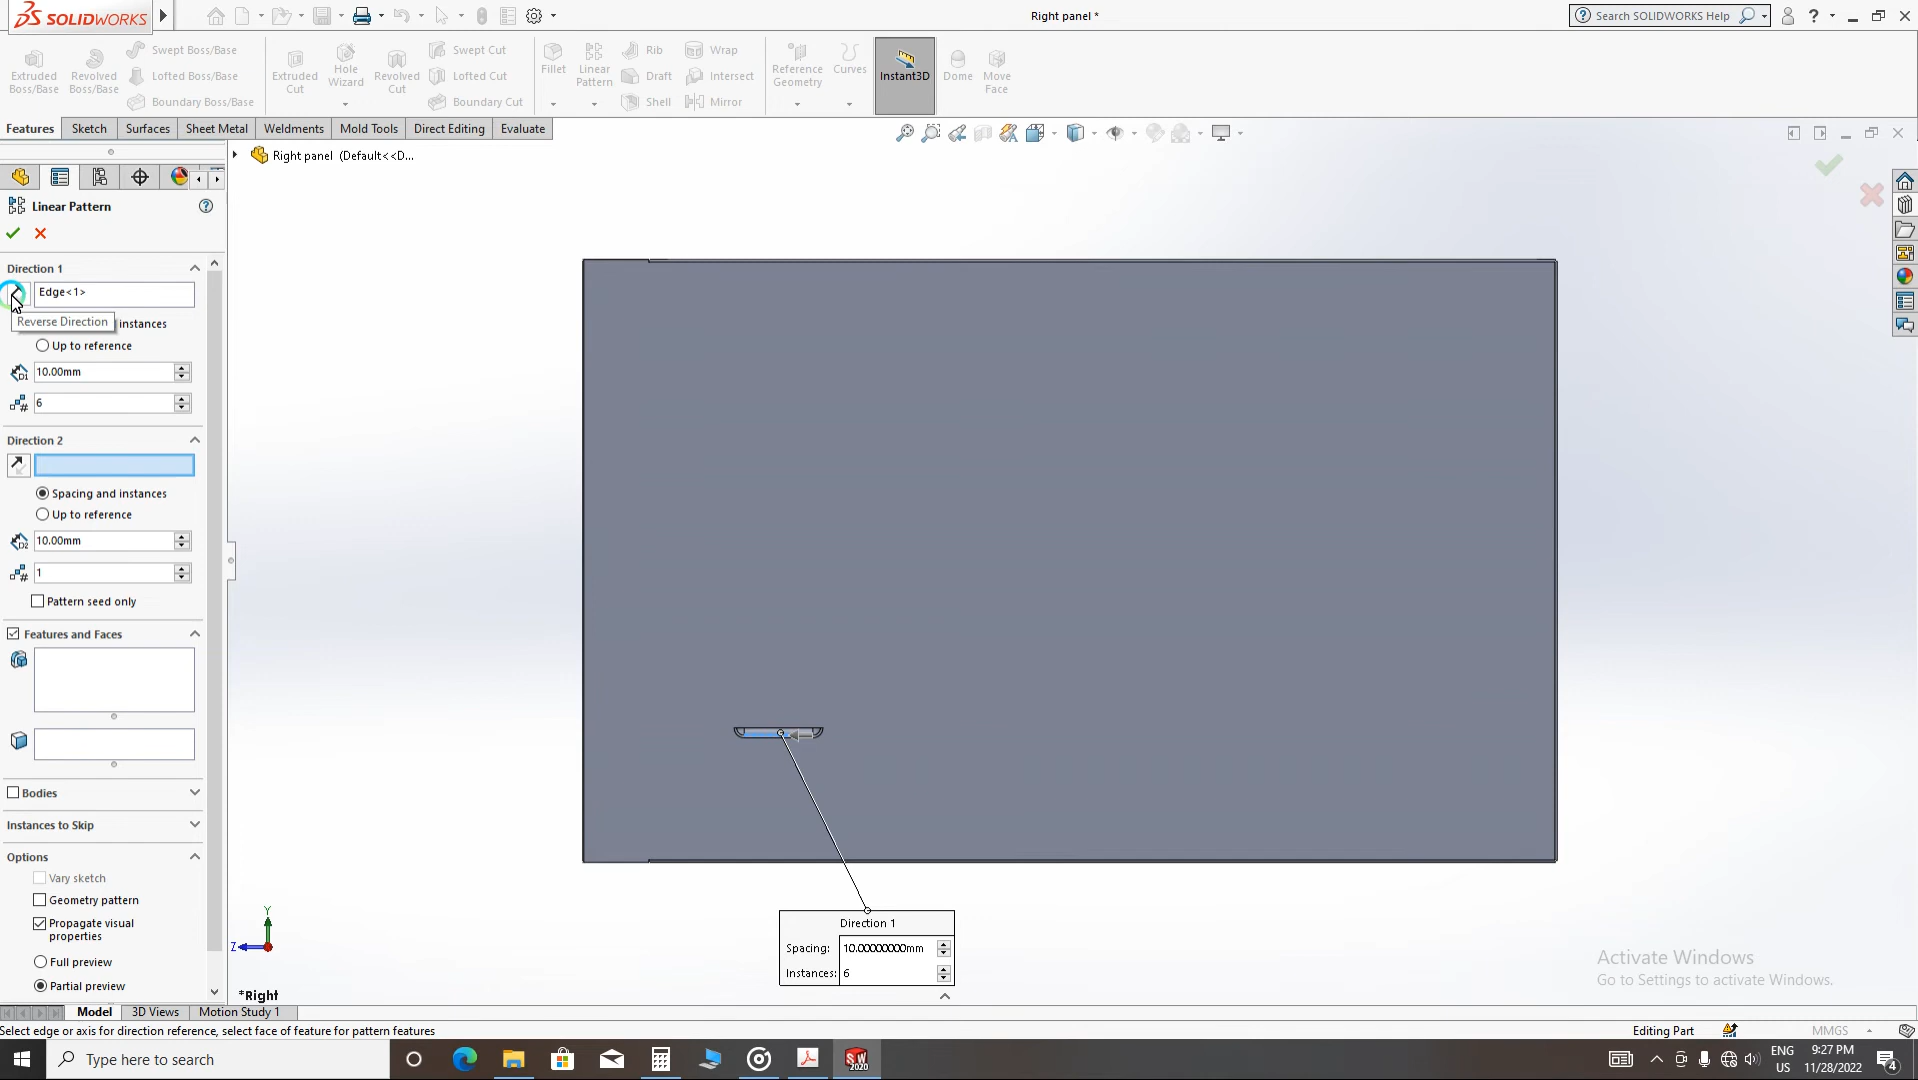 SOLIDWORKS
Right panel *
Search SOLIDWORKS Help
Extruded Boss/Base
Revolved Boss/Base
Swept Boss/Base
Lofted Boss/Base
Boundary Boss/Base
Extruded Cut
Hole Wizard
Revolved Cut
Swept Cut
Lofted Cut
Boundary Cut
Fillet
Linear Pattern
Rib
Draft
Shell
Wrap
Intersect
Mirror
Reference Geometry
Curves
Instant3D
Dome
Move Face
Features
Sketch
Surfaces
Sheet Metal
Weldments
Mold Tools
Direct Editing
Evaluate
Right panel (Default<<D...
Linear Pattern
Direction 1
Edge<1>
Reverse Direction
instances
Up to reference
D1
10.00mm
6
Direction 2
Spacing and instances
Up to reference
D2
10.00mm
1
Pattern seed only
Features and Faces
Bodies
Instances to Skip
Options
Vary sketch
Geometry pattern
Propagate visual
properties
Full preview
Partial preview
Y
Z
*Right
Direction 1
Spacing: 10.00000000mm
Instances: 6
Activate Windows
Go to Settings to activate Windows.
Model
3D Views
Motion Study 1
Select edge or axis for direction reference, select face of feature for pattern features
Editing Part
MMGS
Type here to search
SW
2020
ENG
US
9:27 PM
11/28/2022
4